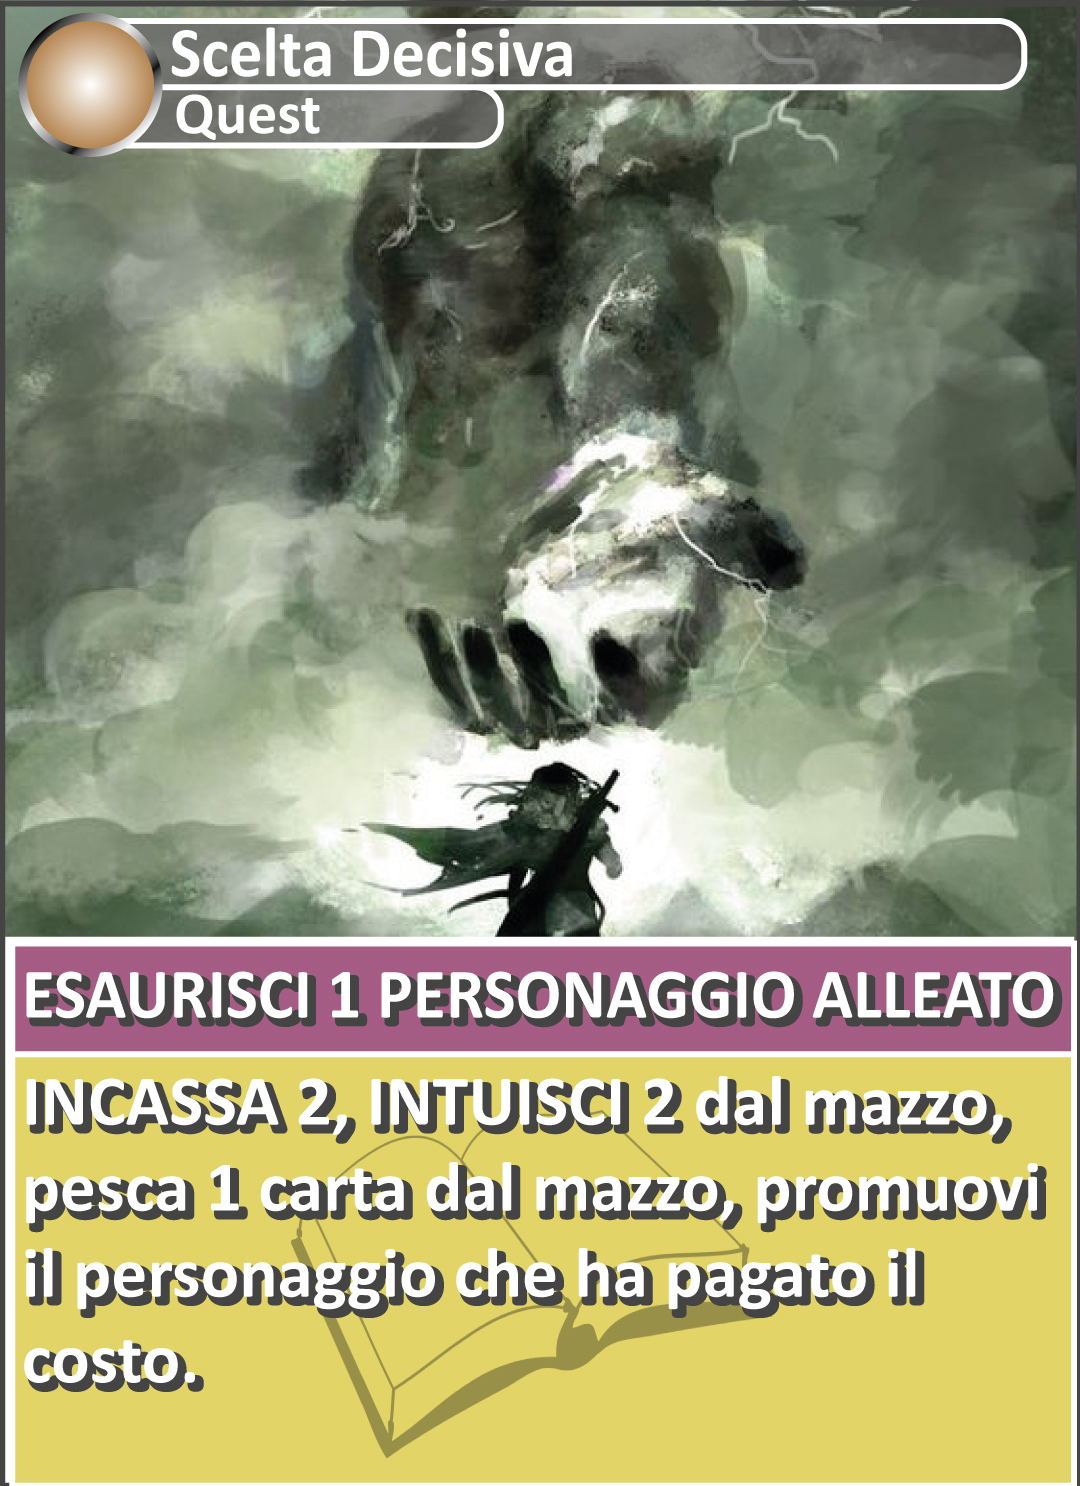 Scelta Decisiva
Quest
ESAURISCI 1 PERSONAGGIO ALLEATO
INCASSA 2, INTUISCI 2 dal mazzo,
pesca 1 carta dal mazzo, promuovi
il personaggio che ha pagato il
costo.